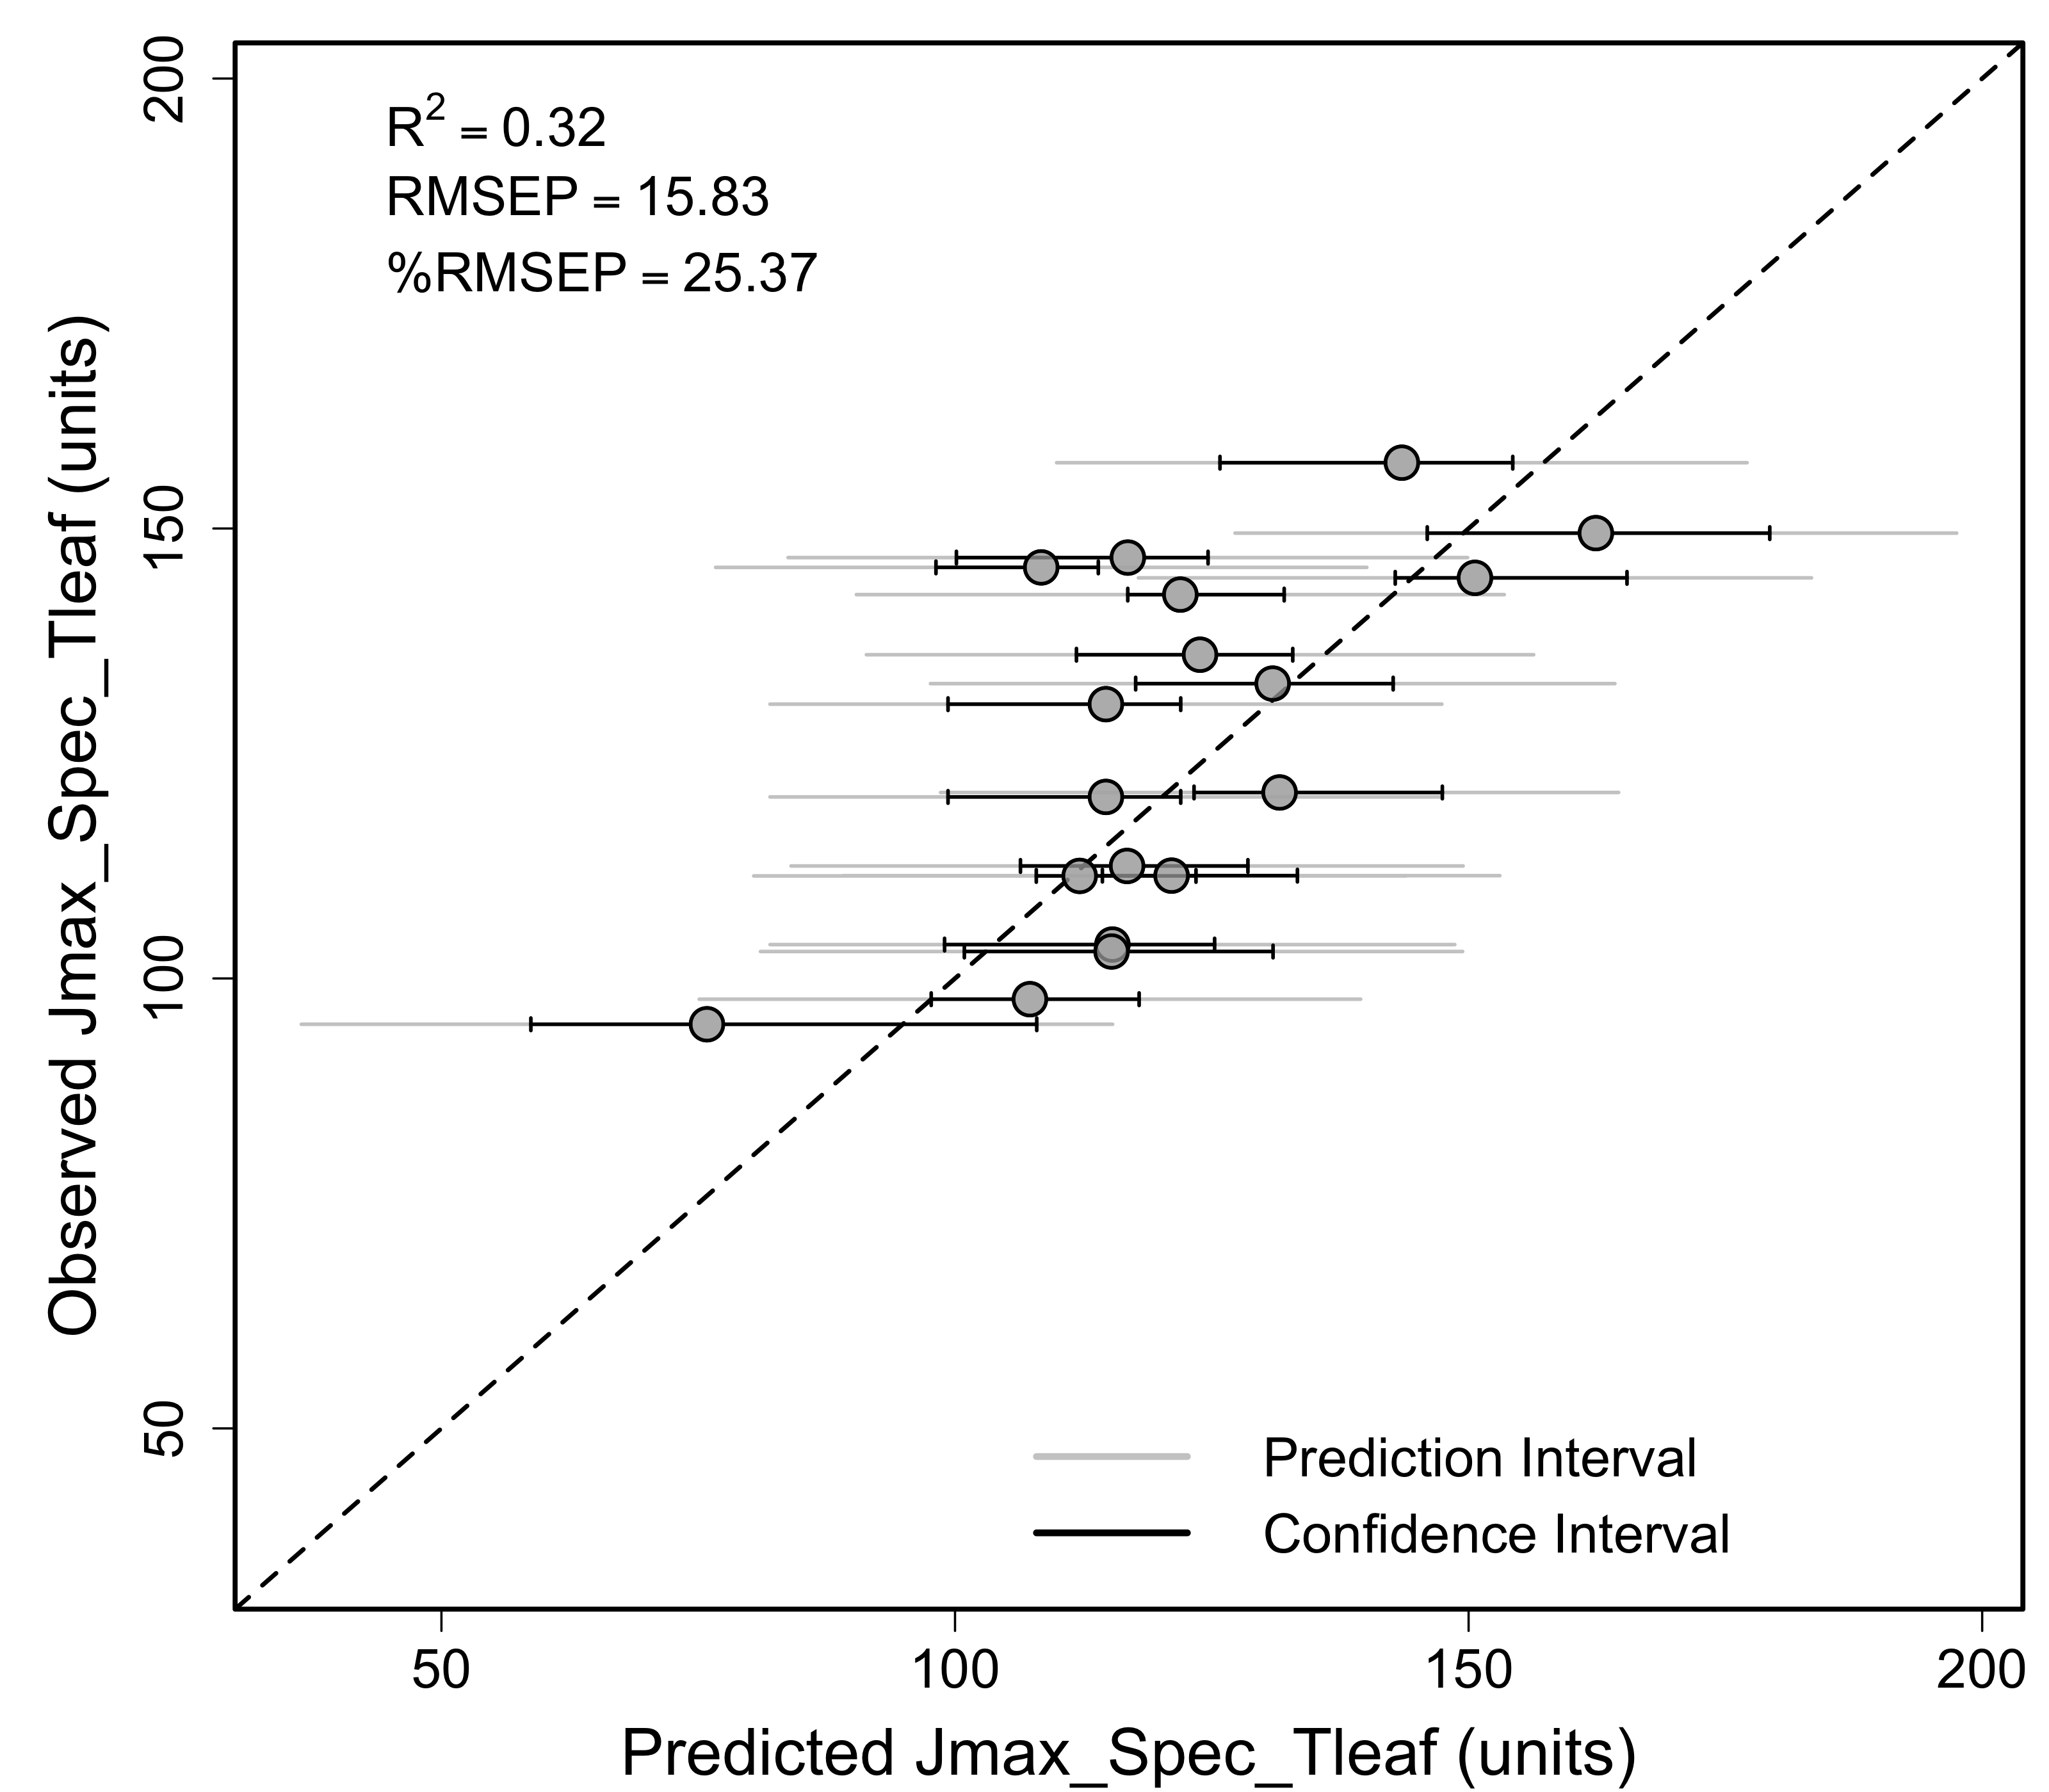 R2 = 0.32
RMSEP = 15.83
%RMSEP = 25.37
Observed Jmax_Spec_Tleaf (units)
200
150
100
50
Prediction Interval
Confidence Interval
50 100 150 200
Predicted Jmax_Spec_Tleaf (units)